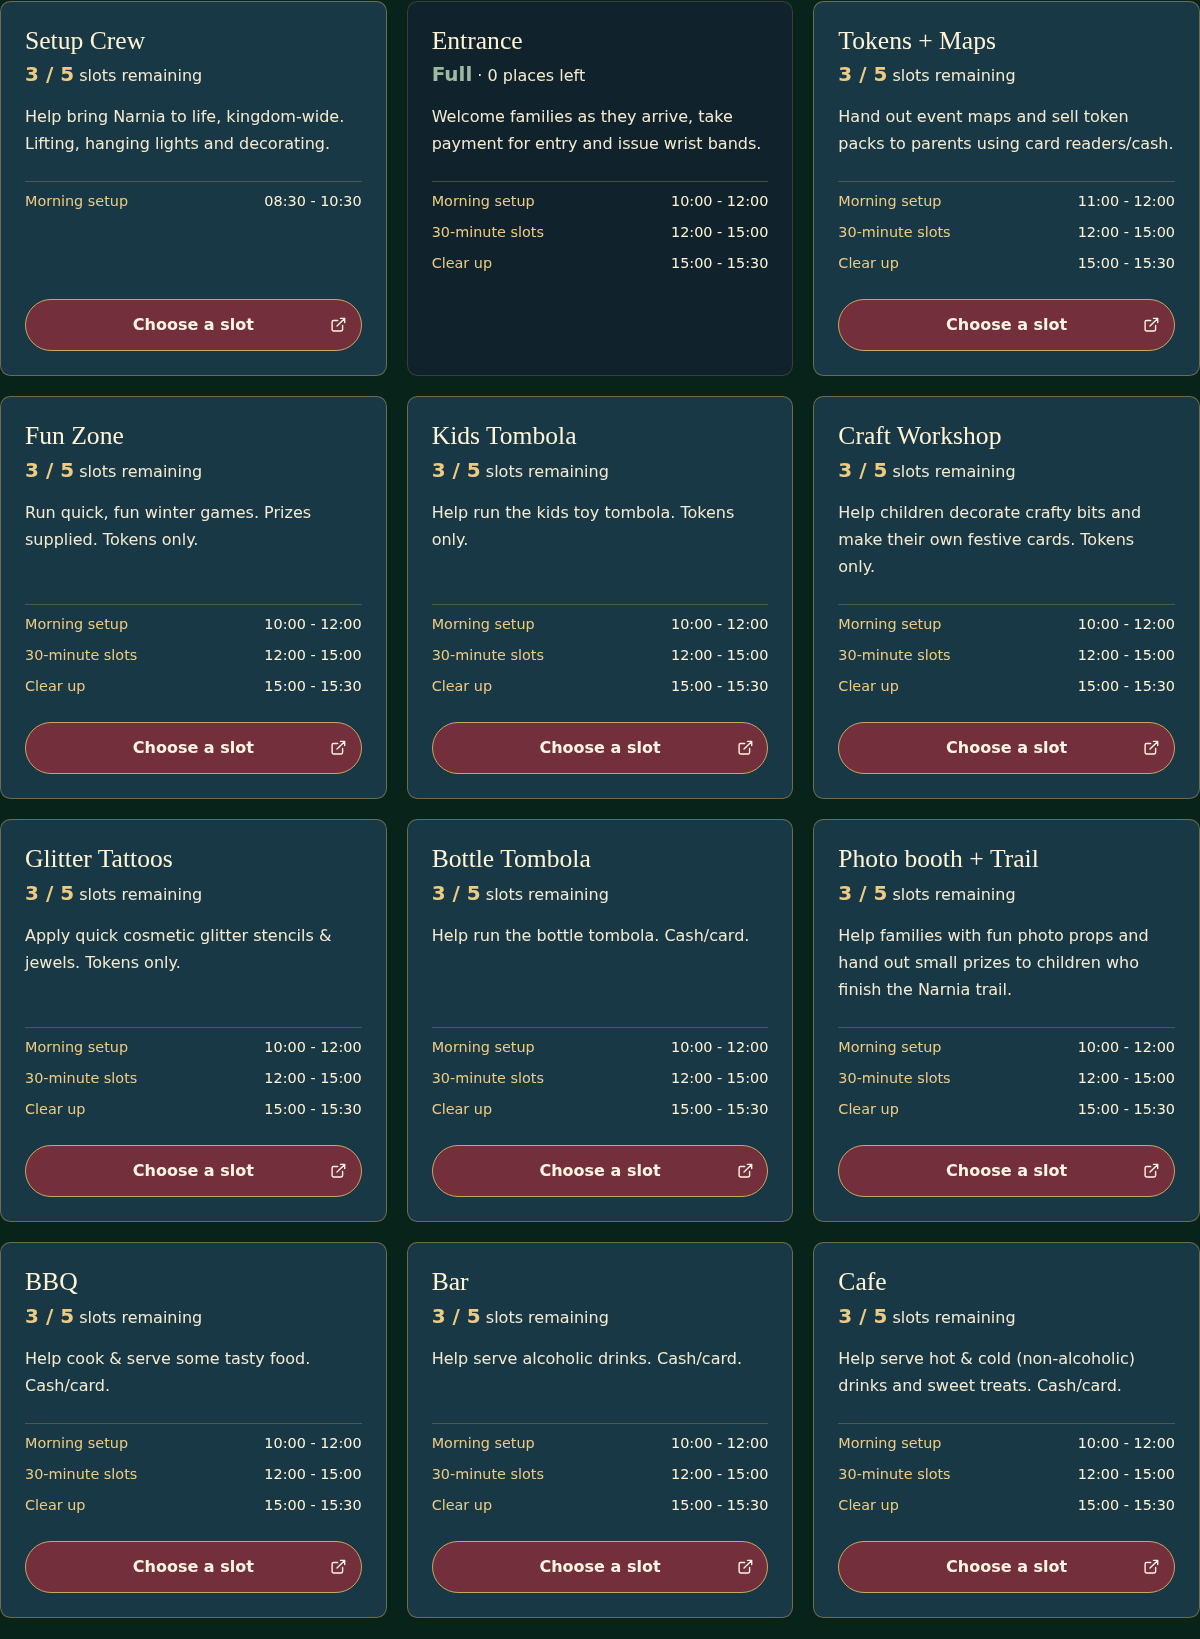 Setup Crew
3 / 5 slots remaining
Help bring Narnia to life, kingdom-wide.
Lifting, hanging lights and decorating.
Morning setup 08:30 - 10:30
Choose a slot
Entrance
Full · 0 places left
Welcome families as they arrive, take
payment for entry and issue wrist bands.
Morning setup 10:00 - 12:00
30-minute slots 12:00 - 15:00
Clear up 15:00 - 15:30
Tokens + Maps
3 / 5 slots remaining
Hand out event maps and sell token
packs to parents using card readers/cash.
Morning setup 11:00 - 12:00
30-minute slots 12:00 - 15:00
Clear up 15:00 - 15:30
Choose a slot
Fun Zone
3 / 5 slots remaining
Run quick, fun winter games. Prizes
supplied. Tokens only.
Morning setup 10:00 - 12:00
30-minute slots 12:00 - 15:00
Clear up 15:00 - 15:30
Choose a slot
Kids Tombola
3 / 5 slots remaining
Help run the kids toy tombola. Tokens
only.
Morning setup 10:00 - 12:00
30-minute slots 12:00 - 15:00
Clear up 15:00 - 15:30
Choose a slot
Craft Workshop
3 / 5 slots remaining
Help children decorate crafty bits and
make their own festive cards. Tokens
only.
Morning setup 10:00 - 12:00
30-minute slots 12:00 - 15:00
Clear up 15:00 - 15:30
Choose a slot
Glitter Tattoos
3 / 5 slots remaining
Apply quick cosmetic glitter stencils &
jewels. Tokens only.
Morning setup 10:00 - 12:00
30-minute slots 12:00 - 15:00
Clear up 15:00 - 15:30
Choose a slot
Bottle Tombola
3 / 5 slots remaining
Help run the bottle tombola. Cash/card.
Morning setup 10:00 - 12:00
30-minute slots 12:00 - 15:00
Clear up 15:00 - 15:30
Choose a slot
Photo booth + Trail
3 / 5 slots remaining
Help families with fun photo props and
hand out small prizes to children who
finish the Narnia trail.
Morning setup 10:00 - 12:00
30-minute slots 12:00 - 15:00
Clear up 15:00 - 15:30
Choose a slot
BBQ
3 / 5 slots remaining
Help cook & serve some tasty food.
Cash/card.
Morning setup 10:00 - 12:00
30-minute slots 12:00 - 15:00
Clear up 15:00 - 15:30
Choose a slot
Bar
3 / 5 slots remaining
Help serve alcoholic drinks. Cash/card.
Morning setup 10:00 - 12:00
30-minute slots 12:00 - 15:00
Clear up 15:00 - 15:30
Choose a slot
Cafe
3 / 5 slots remaining
Help serve hot & cold (non-alcoholic)
drinks and sweet treats. Cash/card.
Morning setup 10:00 - 12:00
30-minute slots 12:00 - 15:00
Clear up 15:00 - 15:30
Choose a slot